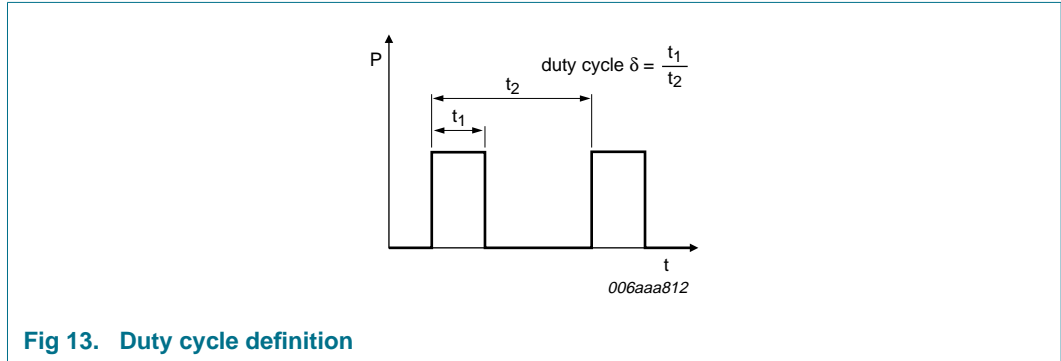 P
duty cycle δ = t1/t2
t2
t1
t
006aaa812
Fig 13. Duty cycle definition